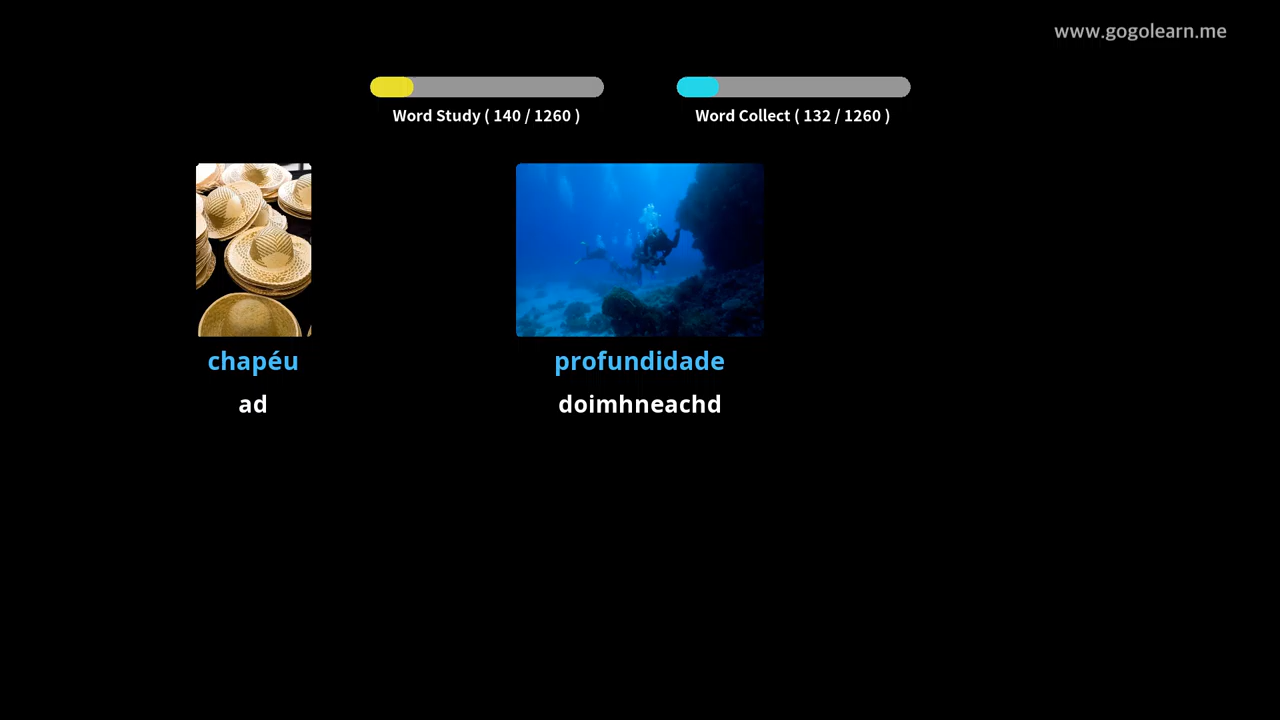 www.gogolearn.me
Word Study ( 140 / 1260 )
Word Collect ( 132 / 1260 )
chapéu
profundidade
ad
doimhneachd